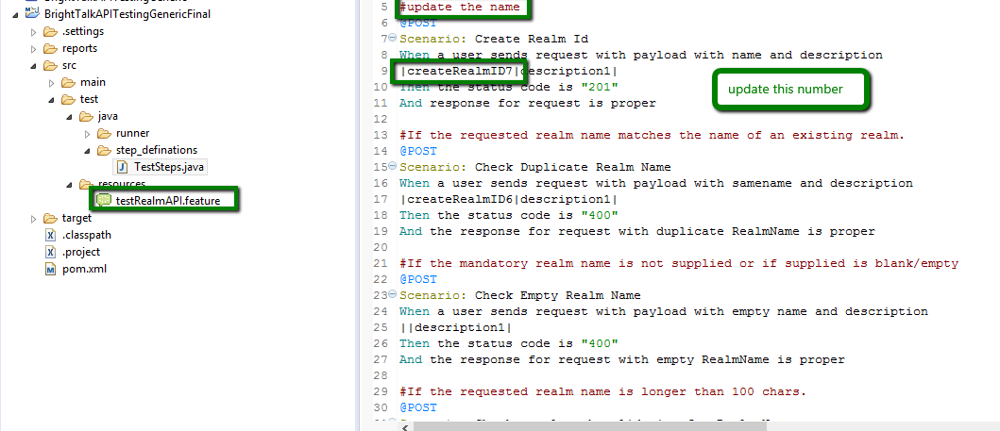 BrightTalkAPITestingGenericFinal
.settings
reports
src
main
test
java
runner
step_definations
TestSteps.java
resources
testRealmAPI.feature
target
.classpath
.project
pom.xml
5 #update the name
6 @POST
7 Scenario: Create Realm Id
8 When a user sends request with payload with name and description
9 |createRealmID7|description1|
10 Then the status code is "201"
11 And response for request is proper
12
13 #If the requested realm name matches the name of an existing realm.
14 @POST
15 Scenario: Check Duplicate Realm Name
16 When a user sends request with payload with samename and description
17 |createRealmID6|description1|
18 Then the status code is "400"
19 And the response for request with duplicate RealmName is proper
20
21 #If the mandatory realm name is not supplied or if supplied is blank/empty
22 @POST
23 Scenario: Check Empty Realm Name
24 When a user sends request with payload with empty name and description
25 ||description1|
26 Then the status code is "400"
27 And the response for request with empty RealmName is proper
28
29 #If the requested realm name is longer than 100 chars.
30 @POST
update this number